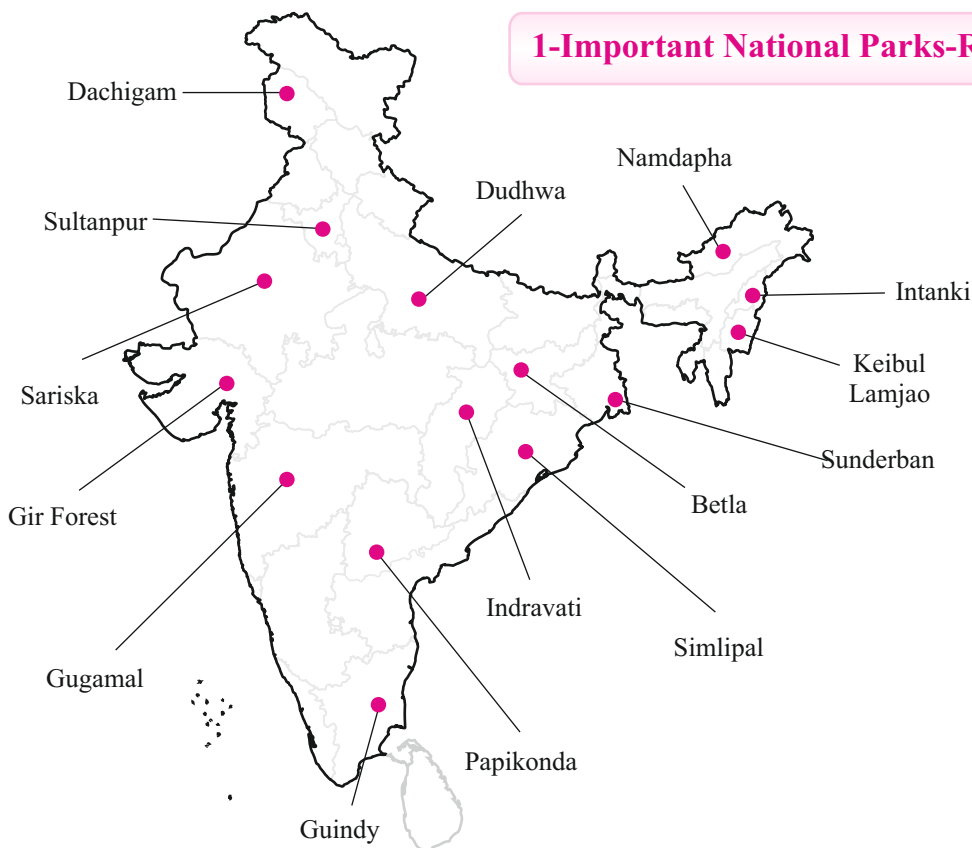 1-Important National Parks-R
Dachigam
Namdapha
Dudhwa
Sultanpur
Intanki
Keibul
Lamjao
Sariska
Sunderban
Betla
Gir Forest
Indravati
Simlipal
Gugamal
Papikonda
Guindy